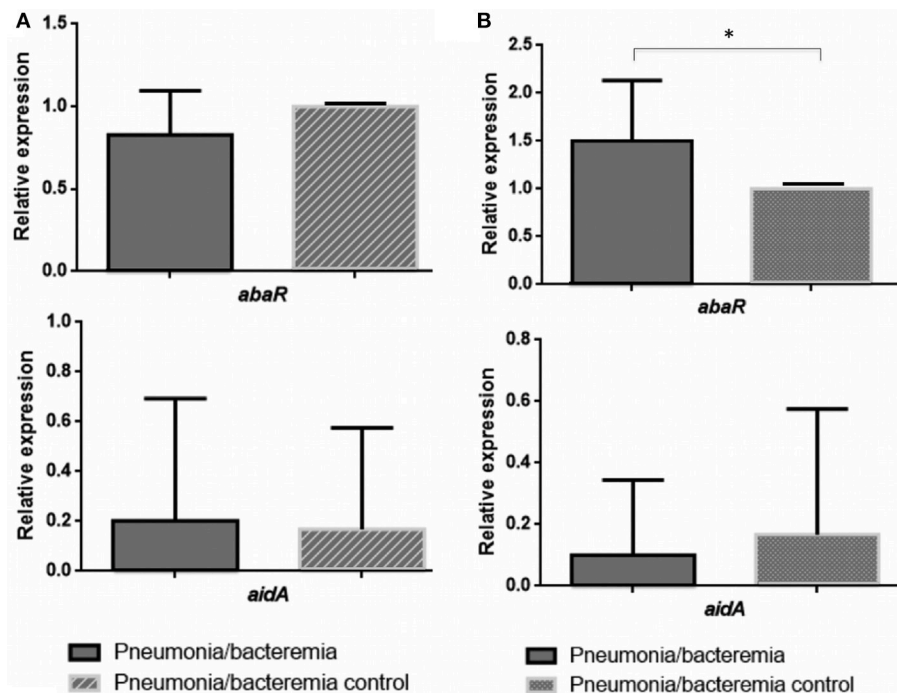 A
Relative expression
1.5
1.0
0.5
0.0
abaR
Relative expression
1.0
0.8
0.6
0.4
0.2
0.0
aidA
Pneumonia/bacteremia
Pneumonia/bacteremia control
B
Relative expression
2.5
2.0
1.5
1.0
0.5
0.0
*
abaR
Relative expression
0.8
0.6
0.4
0.2
0.0
aidA
Pneumonia/bacteremia
Pneumonia/bacteremia control